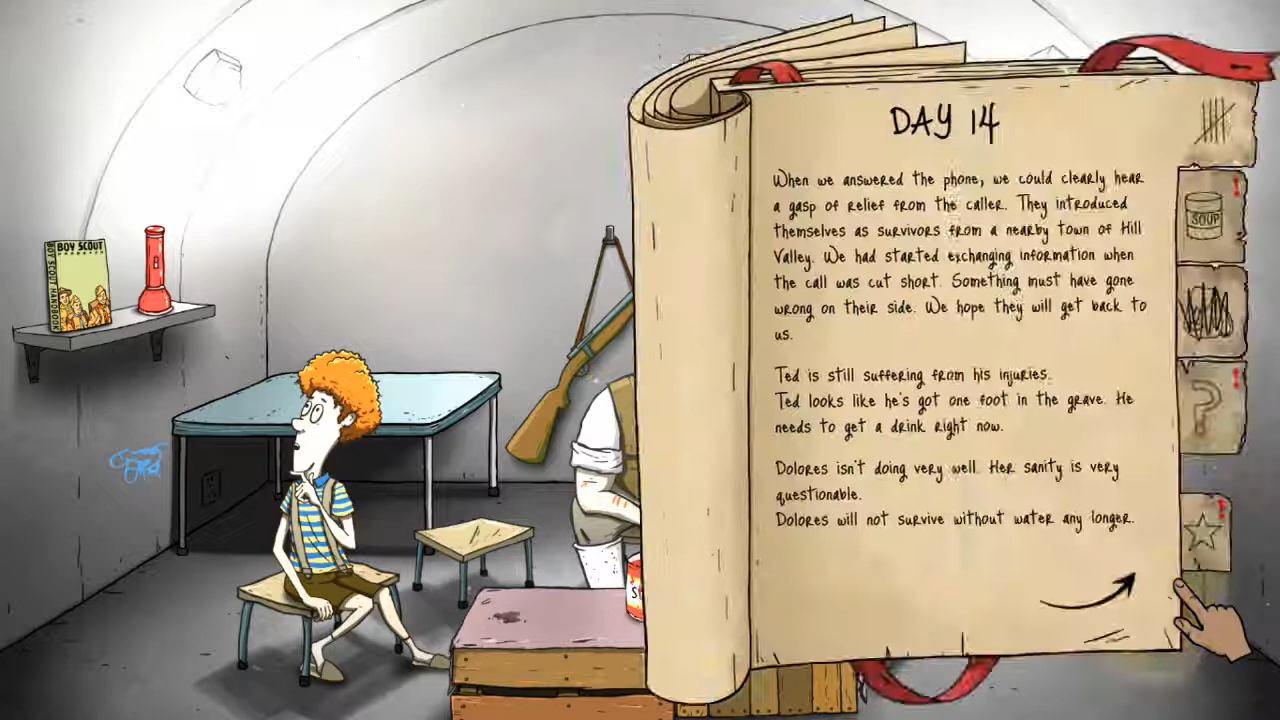 DAY 14
When we answered the phone, we could clearly hear
a gasp of relief from the caller. They introduced
themselves as survivors from a nearby town of Hill
Valley. We had started exchanging information when
the call was cut short. Something must have gone
wrong on their side. We hope they will get back to
us.
Ted is still suffering from his injuries.
Ted looks like he's got one foot in the grave. He
needs to get a drink right now.
Dolores isn't doing very well. Her sanity is very
questionable.
Dolores will not survive without water any longer.
SOUP
BOY SCOUT
BOY SCOUT HANDBOOK